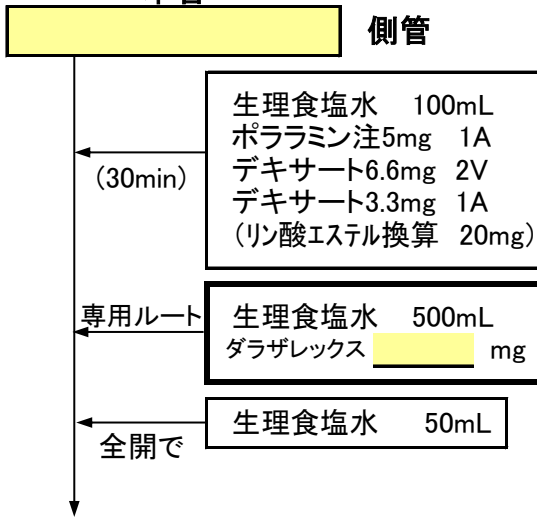 側管
生理食塩水 100mL
ポララミン注5mg 1A
デキサート6.6mg 2V
(30min)
デキサート3.3mg 1A
(リン酸エステル換算 20mg)
専用ルート
生理食塩水 500mL
ダラザレックス mg
生理食塩水 50mL
全開で